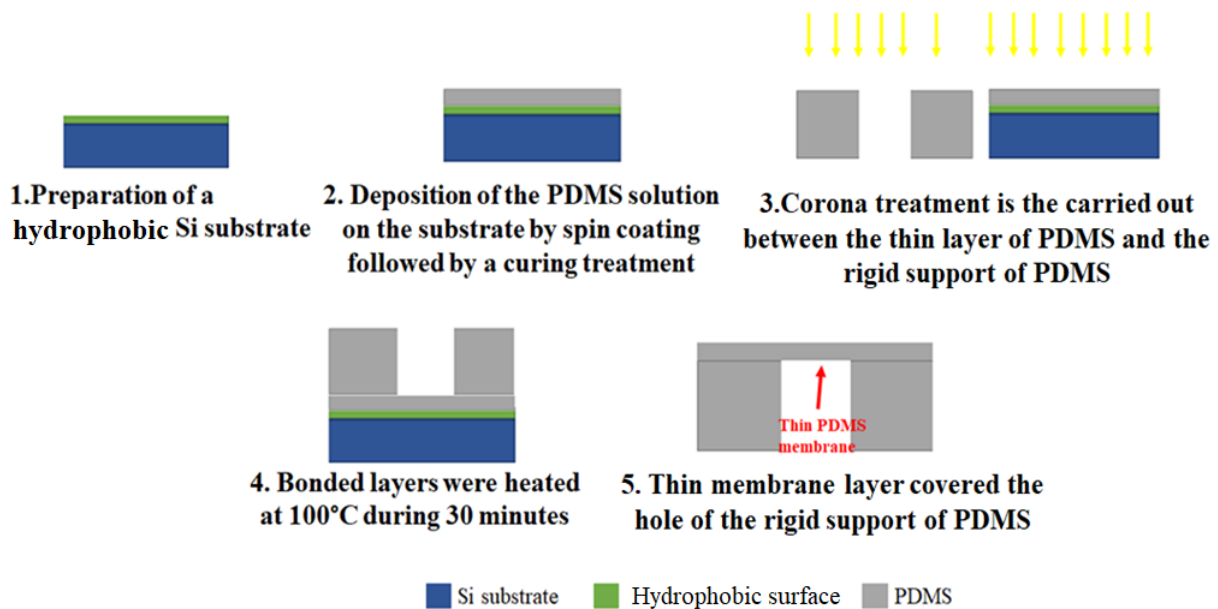 1.Preparation of a
hydrophobic Si substrate
2. Deposition of the PDMS solution
on the substrate by spin coating
followed by a curing treatment
3.Corona treatment is the carried out
between the thin layer of PDMS and the
rigid support of PDMS
4. Bonded layers were heated
at 100°C during 30 minutes
Thin PDMS
membrane
5. Thin membrane layer covered the
hole of the rigid support of PDMS
Si substrate
Hydrophobic surface
PDMS